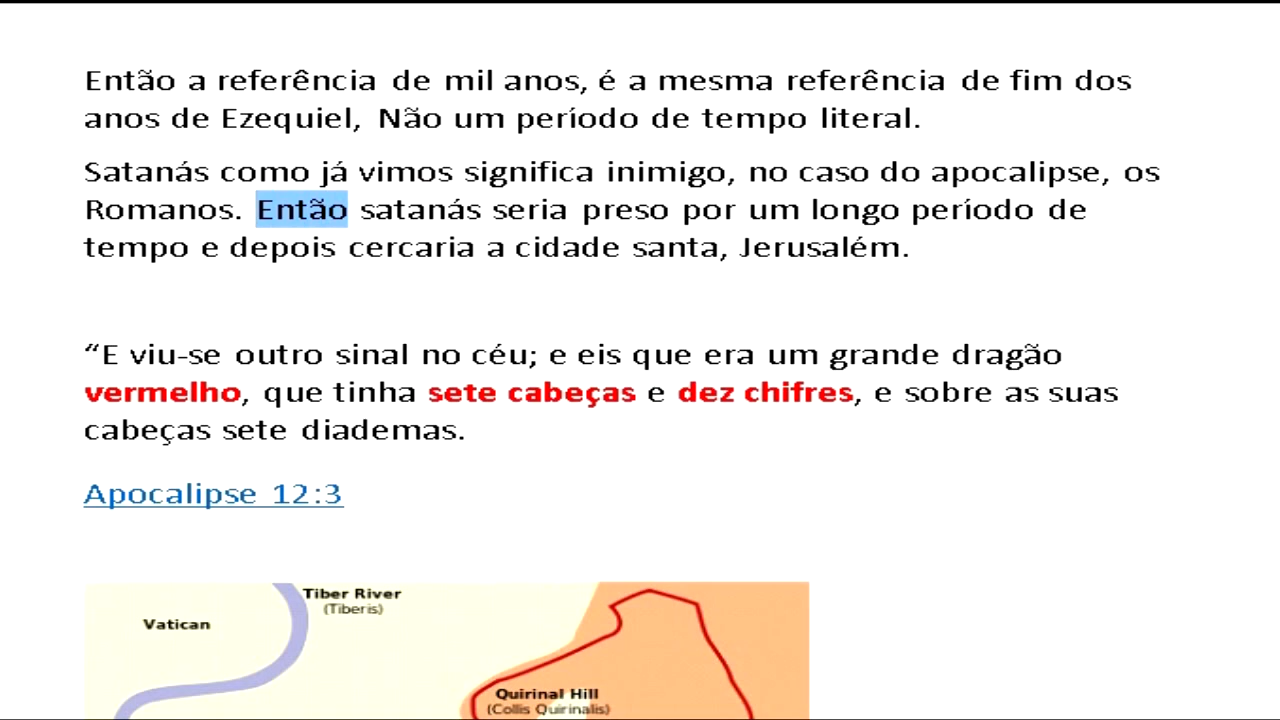 Então a referência de mil anos, é a mesma referência de fim dos
anos de Ezequiel, Não um período de tempo literal.
Satanás como já vimos significa inimigo, no caso do apocalipse, os
Romanos. Então satanás seria preso por um longo período de
tempo e depois cercaria a cidade santa, Jerusalém.
“E viu-se outro sinal no céu; e eis que era um grande dragão
vermelho, que tinha sete cabeças e dez chifres, e sobre as suas
cabeças sete diademas.
Apocalipse 12:3
Tiber River
(Tiberis)
Vatican
Quirinal Hill
(Collis Quirinalis)